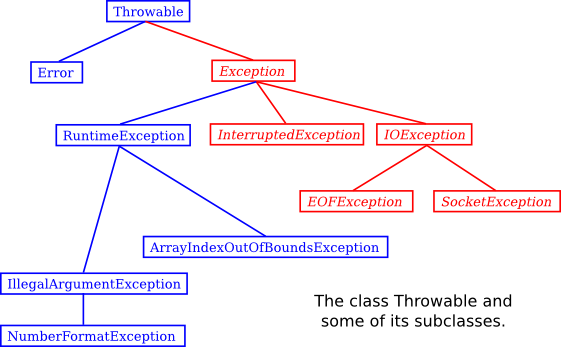 Throwable
Error
Exception
RuntimeException
InterruptedException
IOException
EOFException
SocketException
ArrayIndexOutOfBoundsException
IllegalArgumentException
The class Throwable and
some of its subclasses.
NumberFormatException